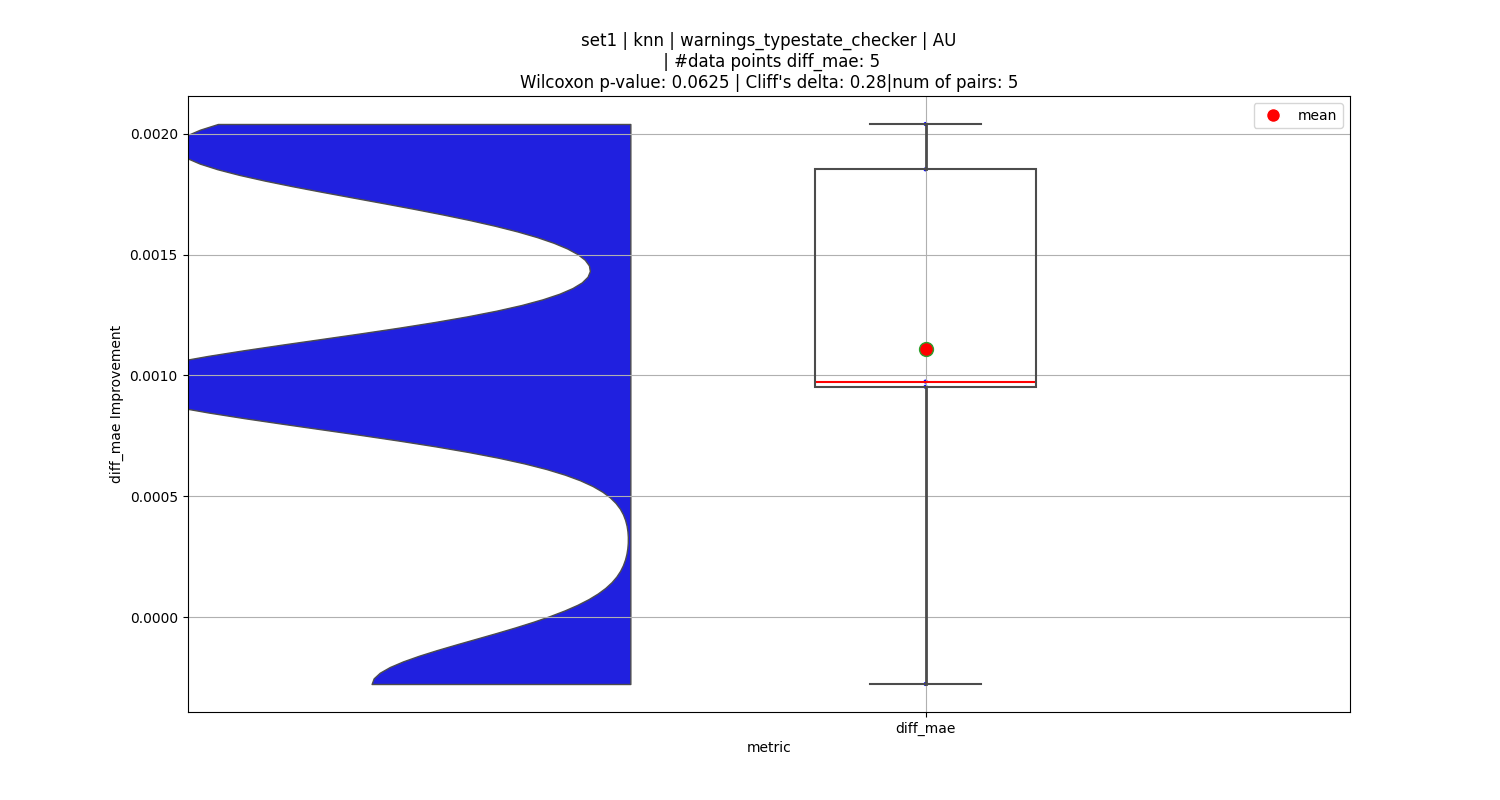 set1 | knn | warnings_typestate_checker | AU
| #data points diff_mae: 5
Wilcoxon p-value: 0.0625 | Cliff's delta: 0.28|num of pairs: 5
mean
0.0020
0.0015
0.0010
0.0005
0.0000
diff_mae Improvement
diff_mae
metric